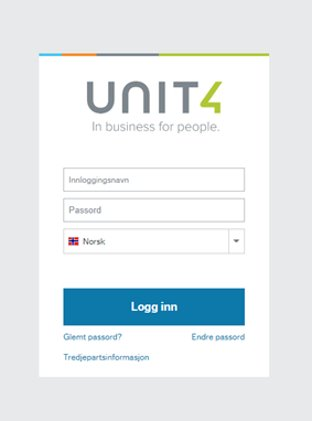 UNIT4
In business for people.
Innloggingsnavn
Passord
Norsk
Logg inn
Glemt passord? Endre passord
Tredjepartsinformasjon